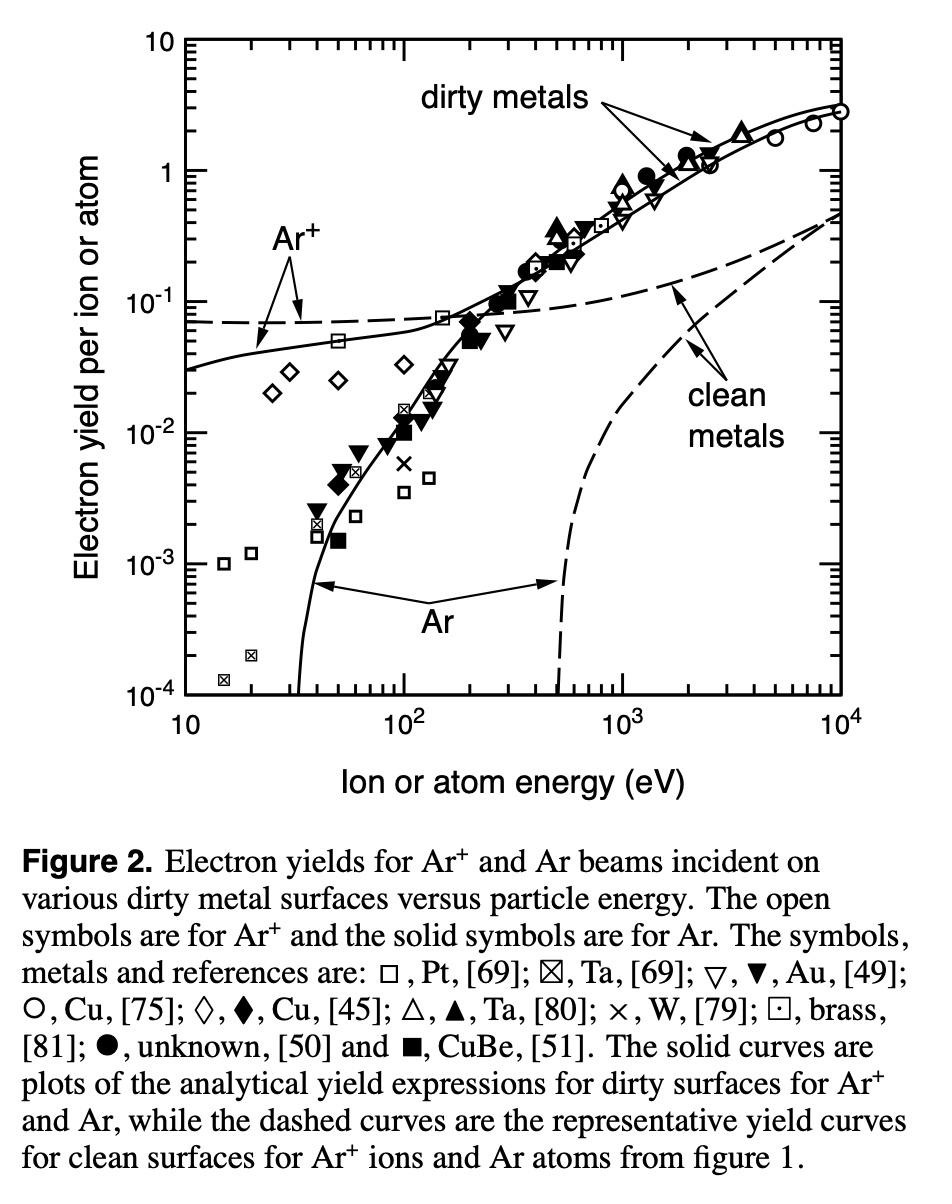 10
dirty metals
1
Ar⁺
Electron yield per ion or atom
10⁻¹
clean
metals
10⁻²
10⁻³
Ar
10⁻⁴
10
10²
10³
10⁴
Ion or atom energy (eV)
Figure 2. Electron yields for Ar⁺ and Ar beams incident on
various dirty metal surfaces versus particle energy. The open
symbols are for Ar⁺ and the solid symbols are for Ar. The symbols,
metals and references are: □, Pt, [69]; ⊠, Ta, [69]; ▽, ▼, Au, [49];
○, Cu, [75]; ◇, ◆, Cu, [45]; △, ▲, Ta, [80]; ×, W, [79]; ⊡, brass,
[81]; ●, unknown, [50] and ■, CuBe, [51]. The solid curves are
plots of the analytical yield expressions for dirty surfaces for Ar⁺
and Ar, while the dashed curves are the representative yield curves
for clean surfaces for Ar⁺ ions and Ar atoms from figure 1.